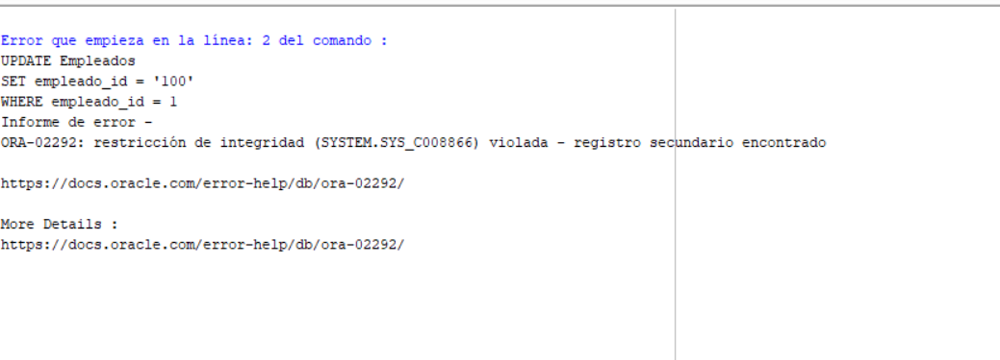 Error que empieza en la línea: 2 del comando :
UPDATE Empleados
SET empleado_id = '100'
WHERE empleado_id = 1
Informe de error -
ORA-02292: restricción de integridad (SYSTEM.SYS_C008866) violada - registro secundario encontrado
https://docs.oracle.com/error-help/db/ora-02292/
More Details :
https://docs.oracle.com/error-help/db/ora-02292/